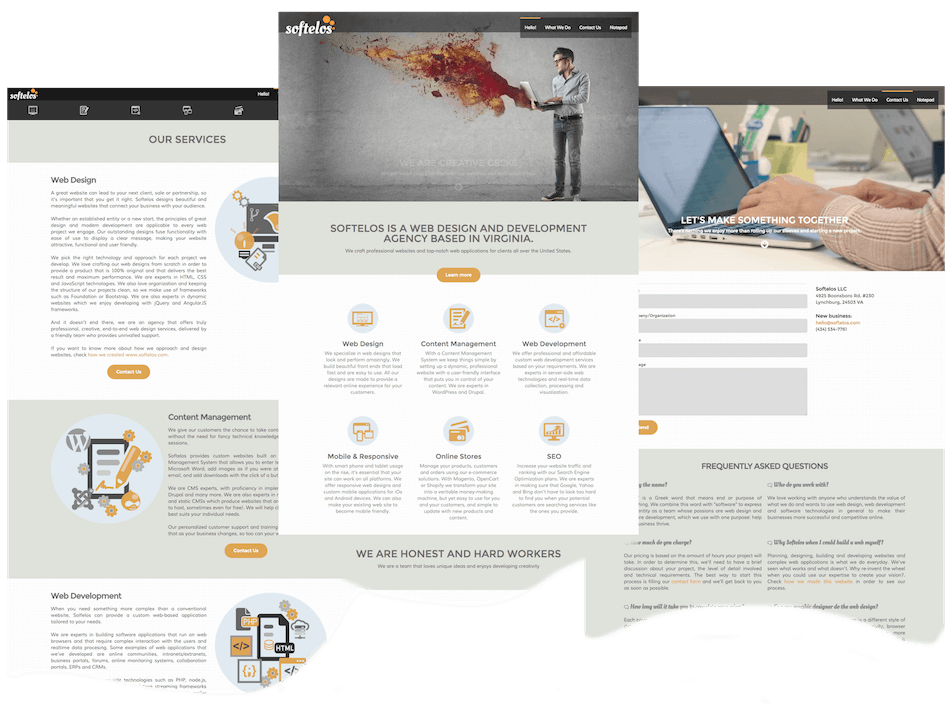 softelos
Hello!
OUR SERVICES
Web Design
A great website can lead to your next client, sale or partnership, so
it's important that you get it right. Softelos designs beautiful and
meaningful websites that connect your business with your audience.
Whether an established entity or a new start, the principles of great
design and modern development are applicable to every web
project we engage. Our outstanding designs fuse functionality with
ease of use to display a clear message, making your website
attractive, functional and user friendly.
We pick the right technology and approach for each project we
develop. We love crafting our web designs from scratch in order to
provide a product that is 100% original and that delivers the best
result and maximum performance. We are experts in HTML, CSS
and JavaScript technologies. We also love organization and keeping
the structure of our projects clean, so we make use of frameworks
such as Foundation or Bootstrap. We are also experts in dynamic
websites which we enjoy developing with jQuery and AngularJS
frameworks.
And it doesn't end there, we are an agency that offers truly
professional, creative, end-to-end web design services, delivered by
a friendly team who provides unrivalled support.
If you want to know more about how we approach and design
websites, check how we created www.softelos.com.
Contact Us
Content Management
We give our customers the chance to take
without the need for fancy technical knowledge
sessions.
Softelos provides custom websites built on
Management System that allows you to enter
Microsoft Word, add images as if you were
email, and add downloads with the click of a
We are CMS experts, with proficiency in
Drupal and many more. We are also experts in
and static CMSs which produce websites that
to load, sometimes even for free! We will help
best suits your individual needs.
Our personalized customer support and training
that as your business changes, so too can your
Contact Us
Web Development
When you need something more complex than a conventional
website, Softelos can provide a custom web-based application
tailored to your needs.
We are experts in building software applications that run on web
browsers and that require complex interaction with the users and
realtime data processing. Some examples of web applications that
we've developed are online communities, intranets/extranets,
business portals, forums, online monitoring systems, collaboration
portals, ERPs and CRMs.
technologies such as PHP, node.js,
streaming frameworks
PHP
HTML
softelos
Hello!
What We Do
Contact Us
Notepad
WE ARE CREATIVE GEEKS
SOFTELOS IS A WEB DESIGN AND DEVELOPMENT
AGENCY BASED IN VIRGINIA.
We craft professional websites and top-notch web applications for clients all over the United States.
Learn more
Web Design
We specialize in web designs that
look and perform amazingly. We
build beautiful front ends that load
fast and are easy to use. All our
designs are made to provide a
relevant online experience for your
customers.
Content Management
With a Content Management
System we keep things simple by
setting up a dynamic, professional
website with a user-friendly interface
that puts you in control of your
content. We are experts in
WordPress and Drupal.
Web Development
We offer professional and affordable
custom web development services
based on your requirements. We are
experts in server-side web
technologies and real-time data
collection, processing and
visualization.
Mobile & Responsive
With smart phone and tablet usage
on the rise, it's essential that your
site can work on all platforms. We
offer responsive web designs and
custom mobile applications for iOs
and Android devices. We can also
make your existing web site to
become mobile friendly.
Online Stores
Manage your products, customers
and orders using our e-commerce
solutions. With Magento, OpenCart
or Shopify we transform your site
into a veritable money-making
machine, but yet easy to use for you
and your customers, and simple to
update with new products and
content.
SEO
Increase your website traffic and
ranking with our Search Engine
Optimization plans. We are experts
in making sure that Google, Yahoo
and Bing don't have to look too hard
to find you when your potential
customers are searching services like
the ones you provide.
WE ARE HONEST AND HARD WORKERS
We are a team that loves unique ideas and enjoys developing creativity
Hello!
What We Do
Contact Us
Notepad
LET'S MAKE SOMETHING TOGETHER
There's nothing we enjoy more than rolling up our sleeves and starting a new project.
Softelos LLC
4925 Boonsboro Rd. #230
Lynchburg, 24503 VA
New business:
hello@softelos.com
(434) 534-7761
FREQUENTLY ASKED QUESTIONS
the name?
is a Greek word that means end or purpose of
We combine this word with "software" to express
entity as a team whose passions are web design and
development, which we use with one purpose: help
business thrive.
much do you charge?
Our pricing is based on the amount of hours your project will
take. In order to determine this, we'll need to have a brief
discussion about your project, the level of detail involved
and technical requirements. The best way to start this
process is filling our contact form and we'll get back to you
as soon as possible.
How long will it take
Who do you work with?
We love working with anyone who understands the value of
what we do and wants to use web design, web development
and software technologies in general to make their
businesses more successful and competitive online.
Why Softelos when I could build a web myself?
Planning, designing, building and developing websites and
complex web applications is what we do everyday. We've
seen what works and what doesn't. Why re-invent the wheel
when you could use our expertise to create your vision?.
Check how we made this website in order to see our
process.
designer do the web design?
is a different style of
browser
more